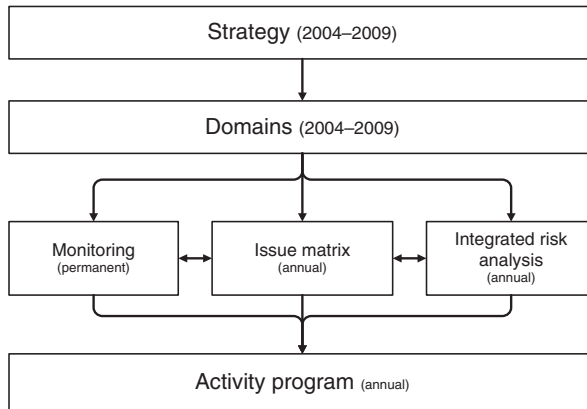 Strategy (2004–2009)
Domains (2004–2009)
Monitoring
(permanent)
Issue matrix
(annual)
Integrated risk
analysis
(annual)
Activity program (annual)